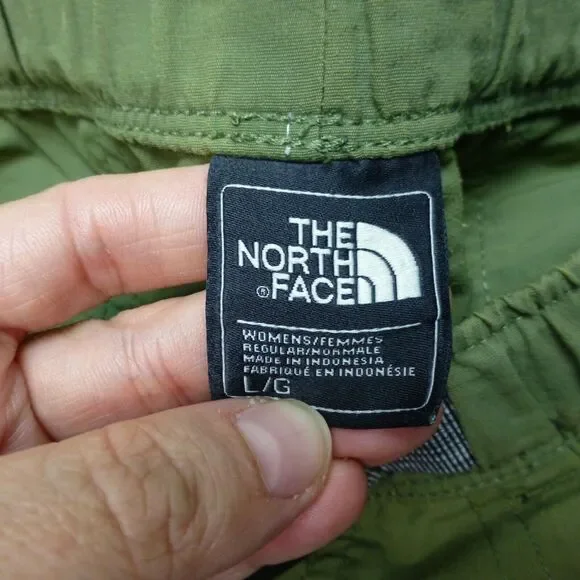 THE
NORTH
® FACE
WOMENS/FEMMES
REGULAR/NORMALE
MADE IN INDONESIA
FABRIQUÉ EN INDONÉSIE
L/G